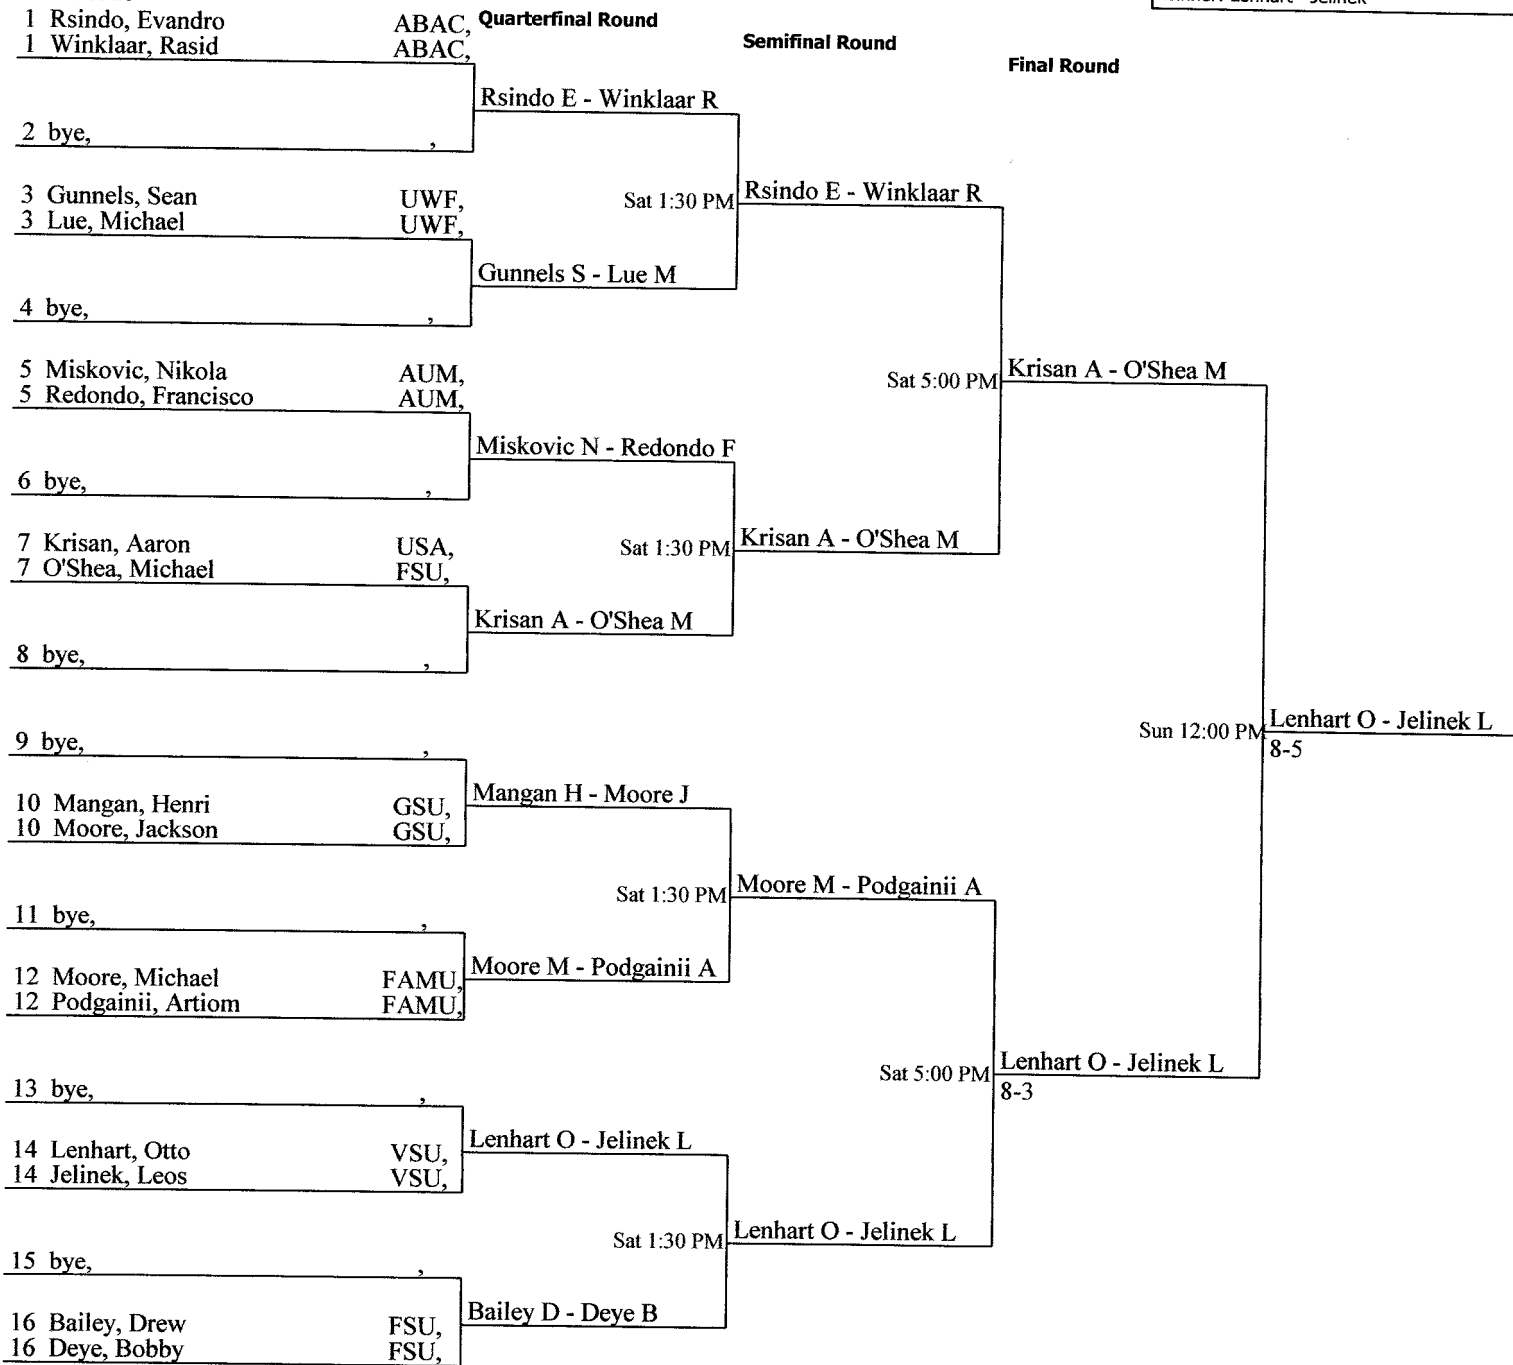 1 Rsindo, Evandro ABAC,
1 Winklaar, Rasid ABAC,
2 bye, ,
3 Gunnels, Sean UWF,
3 Lue, Michael UWF,
4 bye, ,
5 Miskovic, Nikola AUM,
5 Redondo, Francisco AUM,
6 bye, ,
7 Krisan, Aaron USA,
7 O'Shea, Michael FSU,
8 bye, ,
9 bye, ,
10 Mangan, Henri GSU,
10 Moore, Jackson GSU,
11 bye, ,
12 Moore, Michael FAMU,
12 Podgainii, Artiom FAMU,
13 bye, ,
14 Lenhart, Otto VSU,
14 Jelinek, Leos VSU,
15 bye, ,
16 Bailey, Drew FSU,
16 Deye, Bobby FSU,
Quarterfinal Round
Rsindo E - Winklaar R
Gunnels S - Lue M
Miskovic N - Redondo F
Krisan A - O'Shea M
Mangan H - Moore J
Moore M - Podgainii A
Lenhart O - Jelinek L
Bailey D - Deye B
Semifinal Round
Sat 1:30 PM Rsindo E - Winklaar R
Sat 1:30 PM Krisan A - O'Shea M
Sat 1:30 PM Moore M - Podgainii A
Sat 1:30 PM Lenhart O - Jelinek L
Final Round
Sat 5:00 PM Krisan A - O'Shea M
Sat 5:00 PM Lenhart O - Jelinek L
8-3
Sun 12:00 PM Lenhart O - Jelinek L
8-5